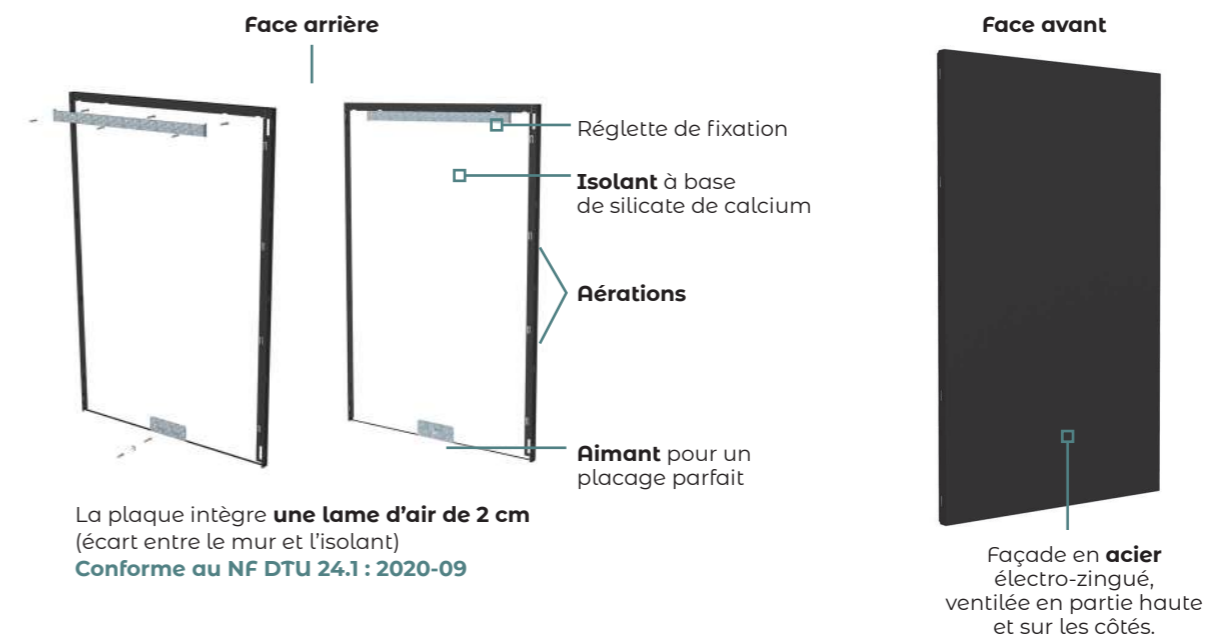 Face arrière
Face avant
Réglette de fixation
Isolant à base
de silicate de calcium
Aérations
Aimant pour un
placage parfait
La plaque intègre une lame d'air de 2 cm
(écart entre le mur et l'isolant)
Conforme au NF DTU 24.1 : 2020-09
Façade en acier
électro-zingué,
ventilée en partie haute
et sur les côtés.